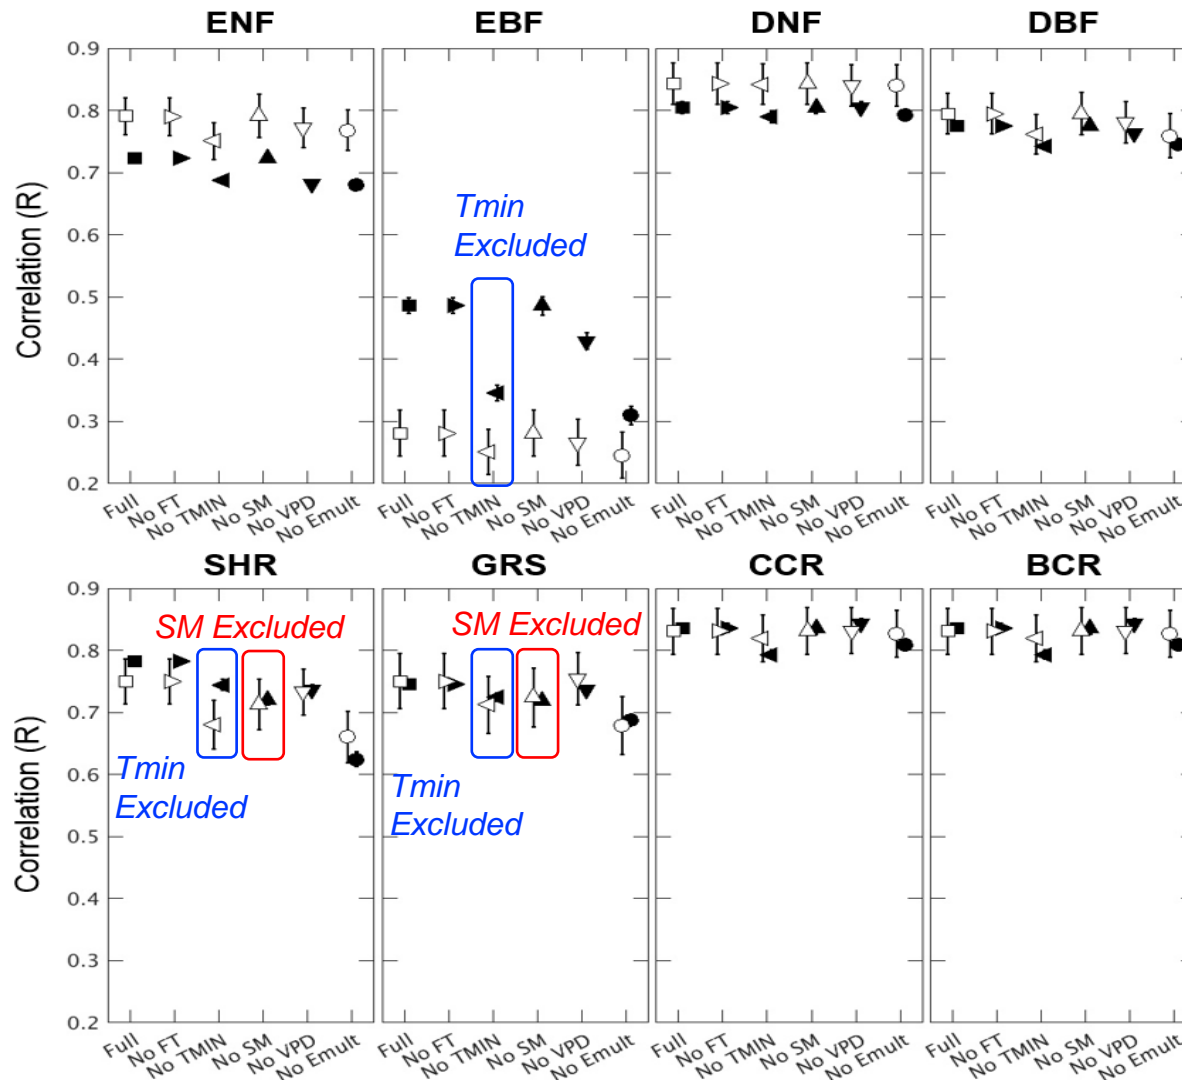 ENF EBF DNF DBF
Correlation (R)
0.9
0.8
0.7
0.6
0.5
0.4
0.3
0.2
Tmin
Excluded
Full No FT No TMIN No SM No VPD No Emult
Full No FT No TMIN No SM No VPD No Emult
Full No FT No TMIN No SM No VPD No Emult
Full No FT No TMIN No SM No VPD No Emult
SHR GRS CCR BCR
Correlation (R)
0.9
0.8
0.7
0.6
0.5
0.4
0.3
0.2
SM Excluded
Tmin
Excluded
SM Excluded
Tmin
Excluded
Full No FT No TMIN No SM No VPD No Emult
Full No FT No TMIN No SM No VPD No Emult
Full No FT No TMIN No SM No VPD No Emult
Full No FT No TMIN No SM No VPD No Emult